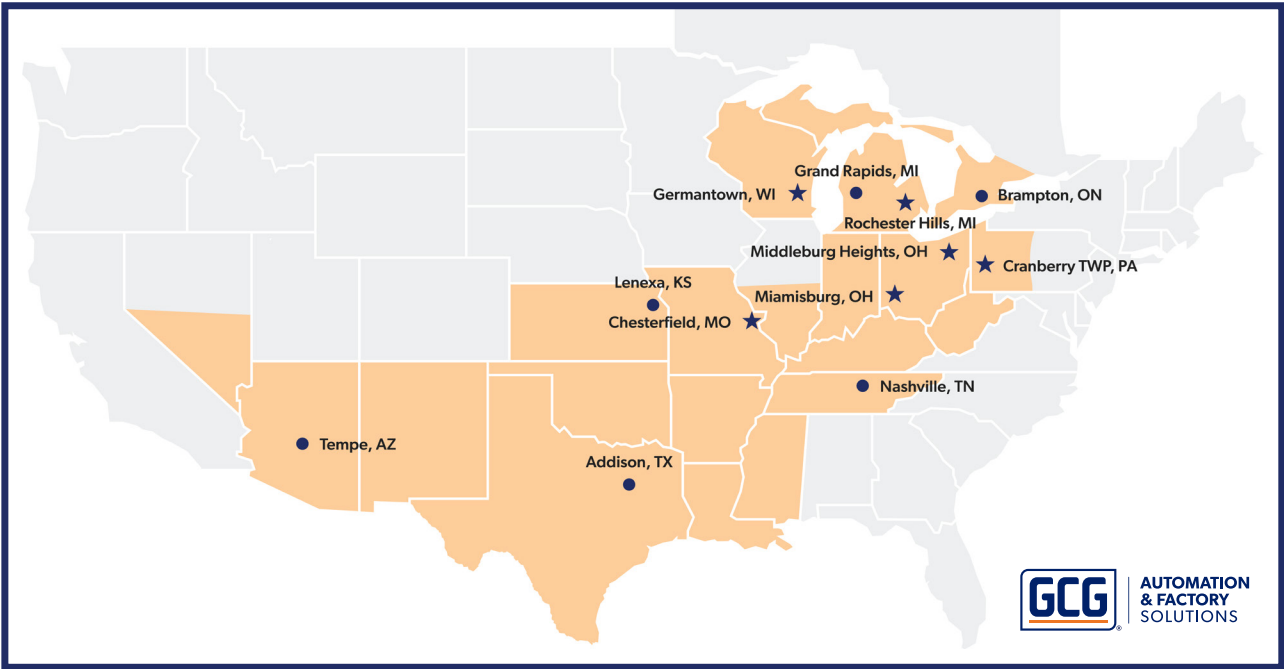 Grand Rapids, MI
Germantown, WI
Brampton, ON
Rochester Hills, MI
Middleburg Heights, OH
Cranberry TWP, PA
Lenexa, KS
Miamisburg, OH
Chesterfield, MO
Nashville, TN
Tempe, AZ
Addison, TX
GCG®
AUTOMATION
& FACTORY
SOLUTIONS